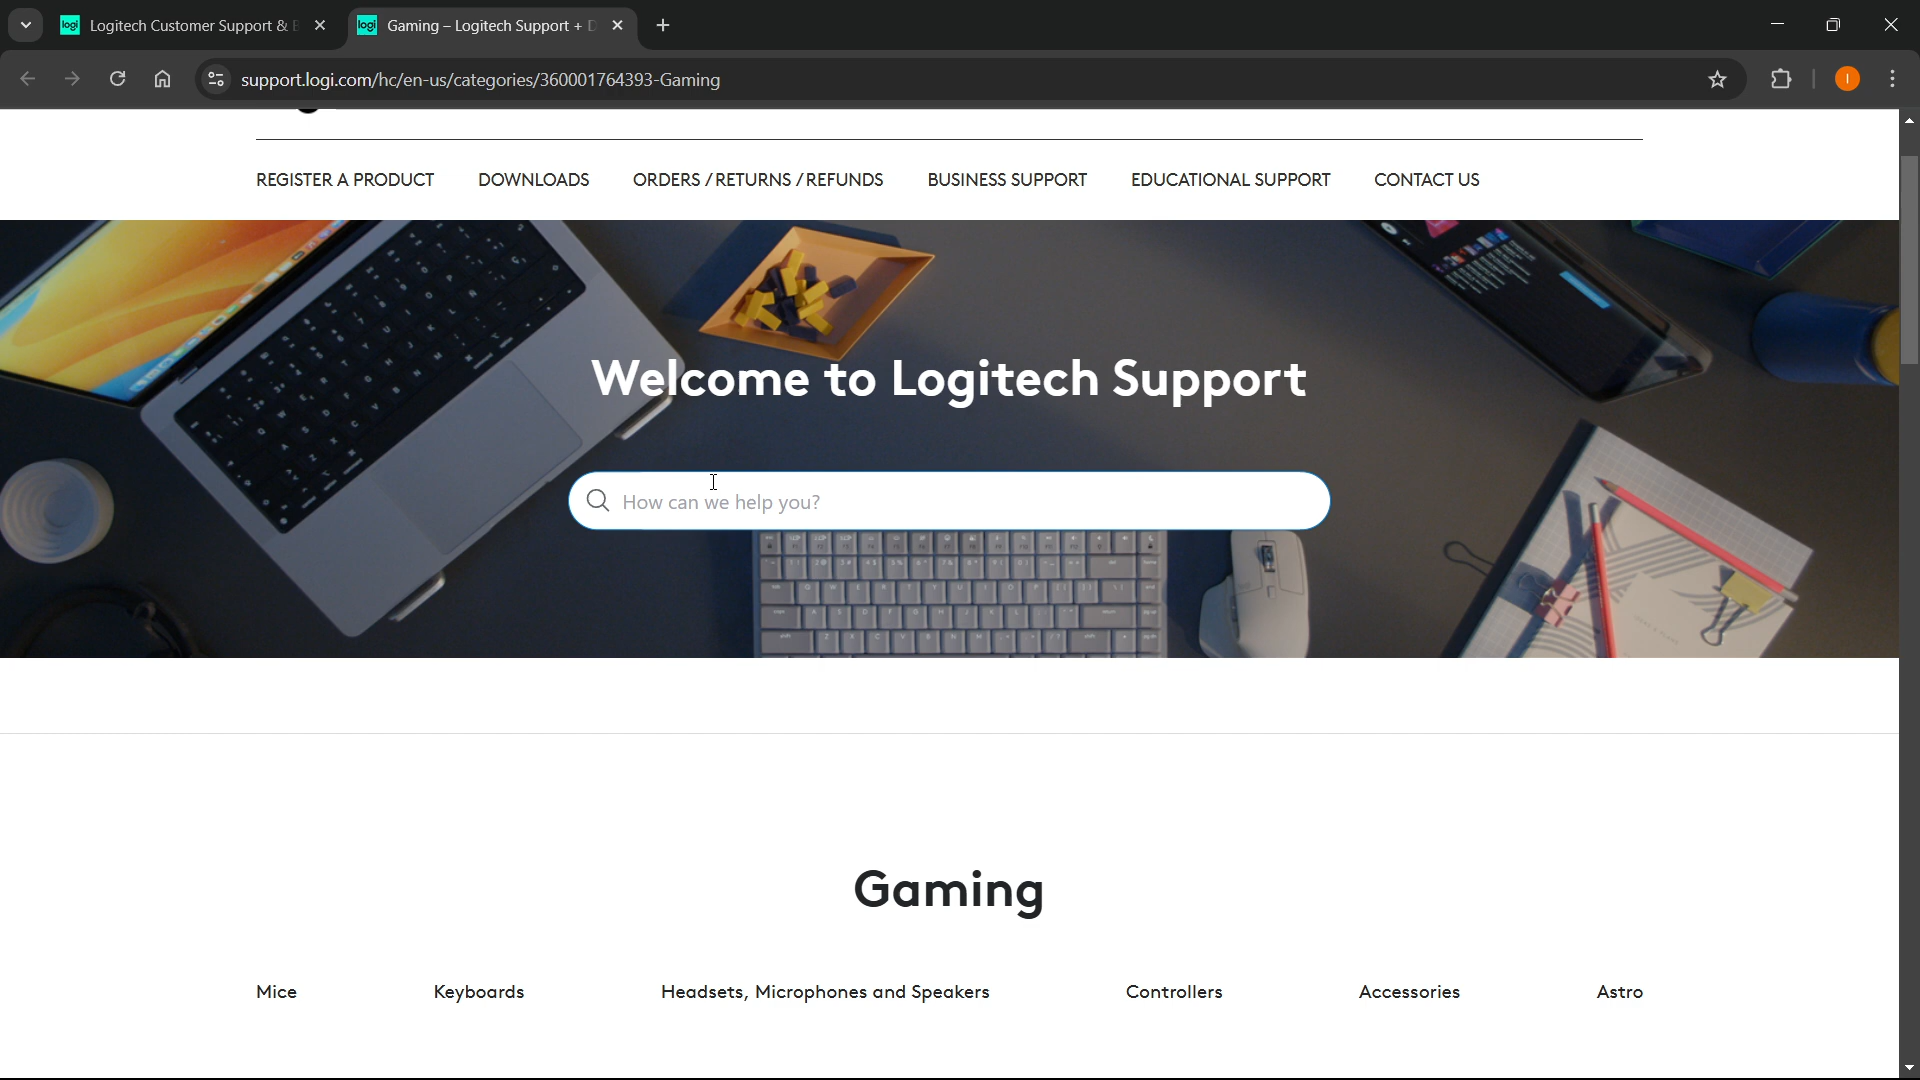 logi Logitech Customer Support & E
logi Gaming – Logitech Support + D
support.logi.com/hc/en-us/categories/360001764393-Gaming
I
REGISTER A PRODUCT DOWNLOADS ORDERS / RETURNS / REFUNDS BUSINESS SUPPORT EDUCATIONAL SUPPORT CONTACT US
Welcome to Logitech Support
How can we help you?
Gaming
Mice Keyboards Headsets, Microphones and Speakers Controllers Accessories Astro